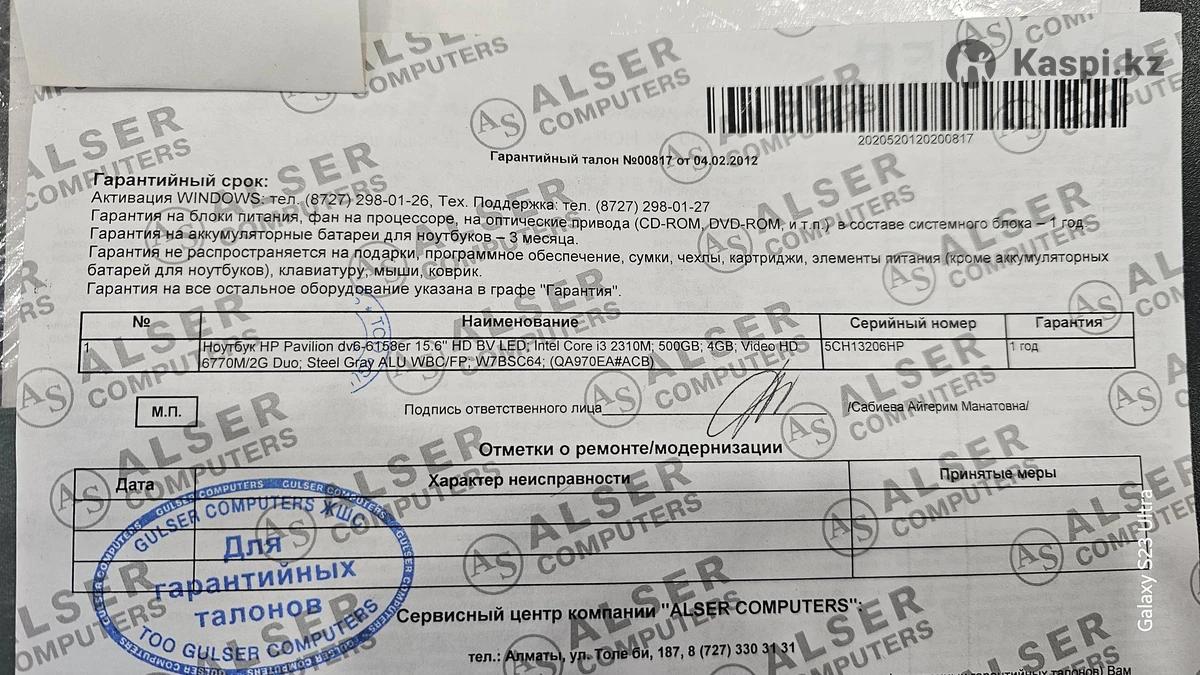 Kaspi.kz
2020520120200817
Гарантийный талон №00817 от 04.02.2012
Гарантийный срок:
Активация WINDOWS: тел. (8727) 298-01-26, Тех. Поддержка: тел. (8727) 298-01-27
Гарантия на блоки питания, фан на процессоре, на оптические привода (CD-ROM, DVD-ROM, и т.п.) в составе системного блока – 1 год.
Гарантия на аккумуляторные батареи для ноутбуков – 3 месяца.
Гарантия не распространяется на подарки, программное обеспечение, сумки, чехлы, картриджи, элементы питания (кроме аккумуляторных
батарей для ноутбуков), клавиатуру, мыши, коврик.
Гарантия на все остальное оборудование указана в графе "Гарантия".
№ Наименование Серийный номер Гарантия
1 Ноутбук HP Pavilion dv6-6158er 15.6" HD BV LED; Intel Core i3 2310M; 500GB; 4GB; Video HD 5CH13206HP 1 год
6770M/2G Duo; Steel Gray ALU WBC/FP; W7BSC64; (QA970EA#ACB)
М.П. Подпись ответственного лица /Сабиева Айгерим Манатовна/
Отметки о ремонте/модернизации
Дата Характер неисправности Принятые меры
GULSER COMPUTERS ЖШС
Для
гарантийных
талонов
ТОО GULSER COMPUTERS
Сервисный центр компании "ALSER COMPUTERS":
тел.: Алматы, ул. Толе би, 187, 8 (727) 330 31 31
ALSER
COMPUTERS
Galaxy S23 Ultra